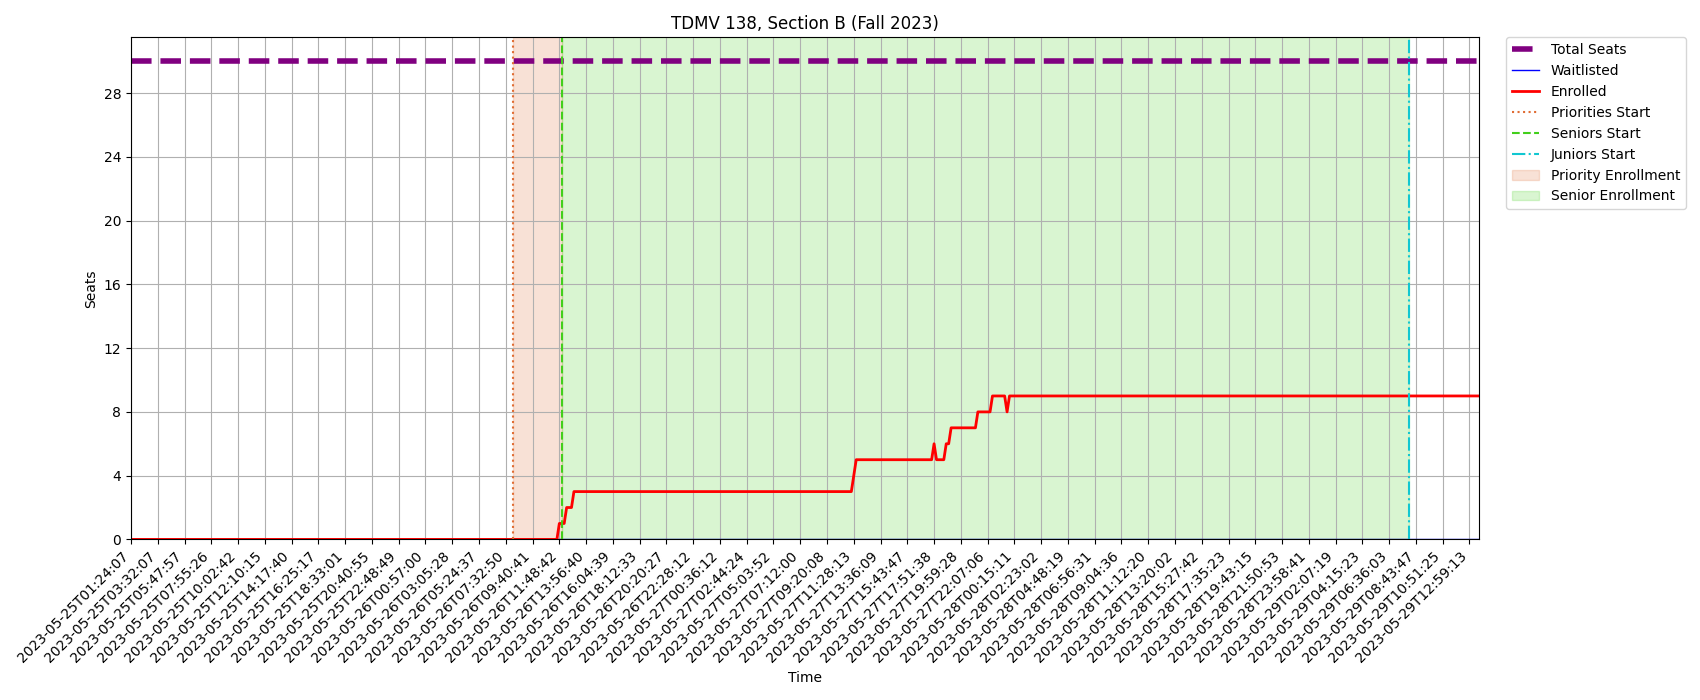 TDMV 138, Section B (Fall 2023)
Total Seats
Waitlisted
Enrolled
Priorities Start
Seniors Start
Juniors Start
Priority Enrollment
Senior Enrollment
Seats
28
24
20
16
12
8
4
0
2023-05-25T01:24:07
2023-05-25T03:32:07
2023-05-25T05:47:57
2023-05-25T07:55:26
2023-05-25T10:02:42
2023-05-25T12:10:15
2023-05-25T14:17:40
2023-05-25T16:25:17
2023-05-25T18:33:01
2023-05-25T20:40:55
2023-05-25T22:48:49
2023-05-26T00:57:00
2023-05-26T03:05:28
2023-05-26T05:24:37
2023-05-26T07:32:50
2023-05-26T09:40:41
2023-05-26T11:48:42
2023-05-26T13:56:40
2023-05-26T16:04:39
2023-05-26T18:12:33
2023-05-26T20:20:27
2023-05-26T22:28:12
2023-05-27T00:36:12
2023-05-27T02:44:24
2023-05-27T05:03:52
2023-05-27T07:12:00
2023-05-27T09:20:08
2023-05-27T11:28:13
2023-05-27T13:36:09
2023-05-27T15:43:47
2023-05-27T17:51:38
2023-05-27T19:59:28
2023-05-27T22:07:06
2023-05-28T00:15:11
2023-05-28T02:23:02
2023-05-28T04:48:19
2023-05-28T06:56:31
2023-05-28T09:04:36
2023-05-28T11:12:20
2023-05-28T13:20:02
2023-05-28T15:27:42
2023-05-28T17:35:23
2023-05-28T19:43:15
2023-05-28T21:50:53
2023-05-28T23:58:41
2023-05-29T02:07:19
2023-05-29T04:15:23
2023-05-29T06:36:03
2023-05-29T08:43:47
2023-05-29T10:51:25
2023-05-29T12:59:13
Time